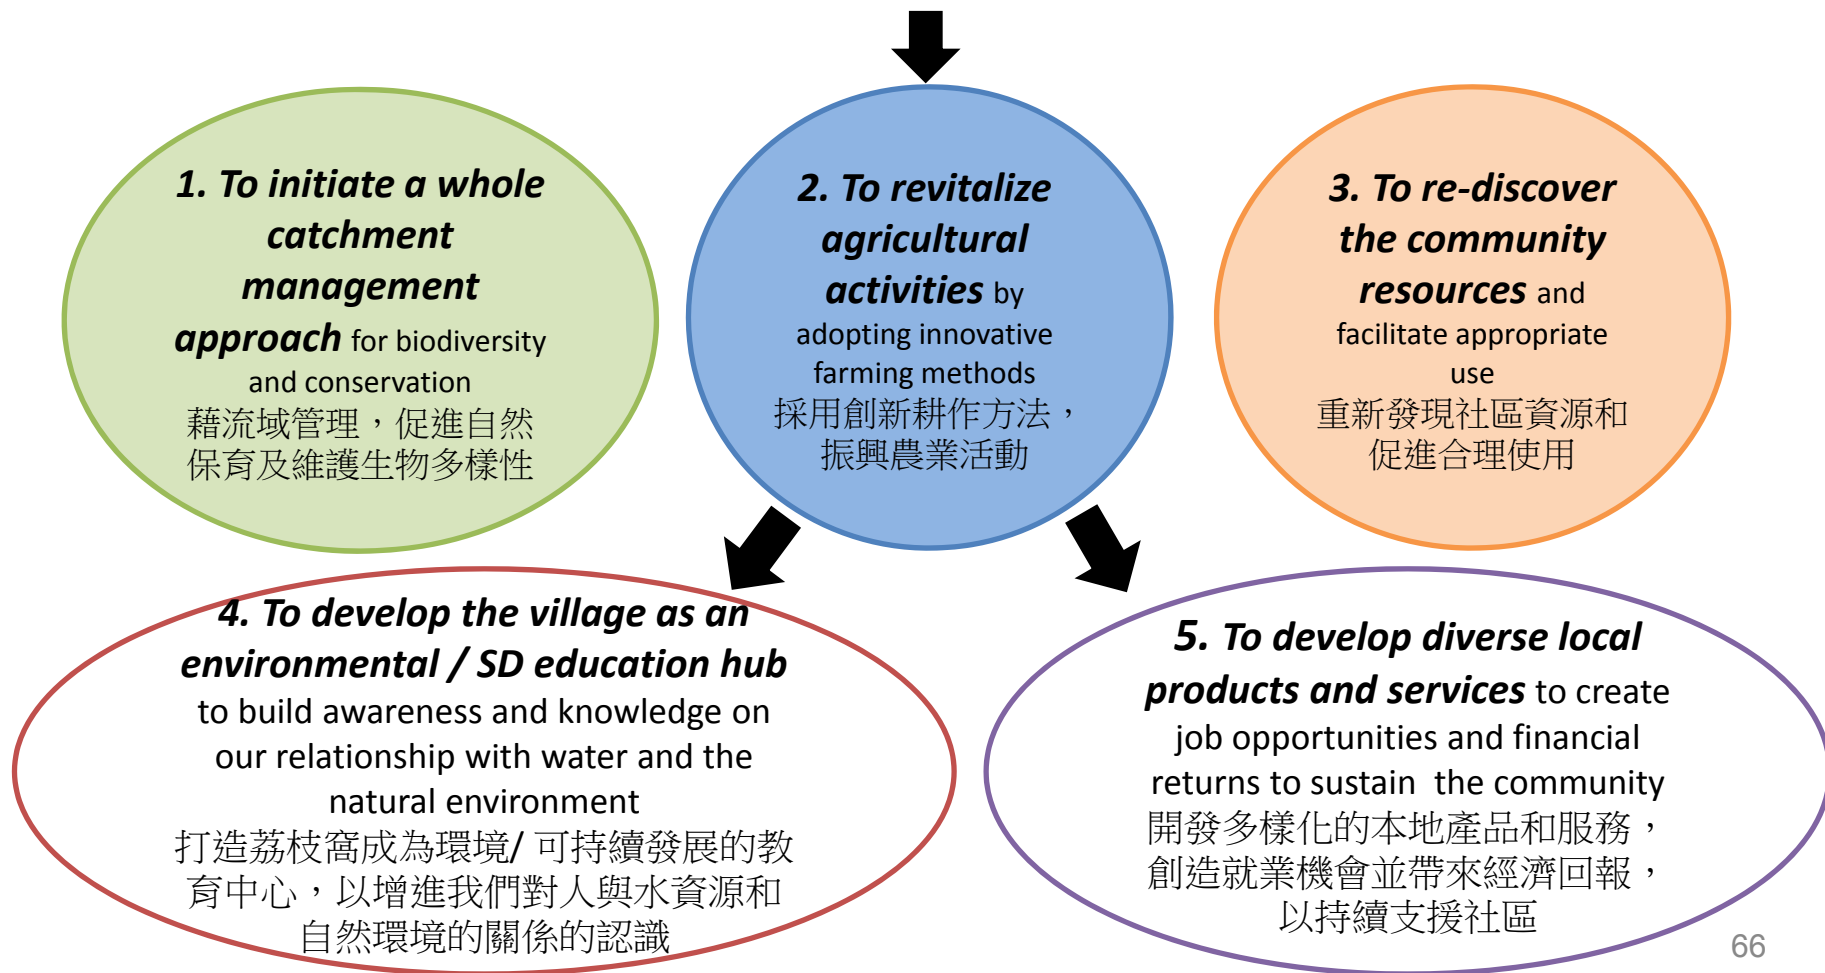 1. To initiate a whole
catchment
management
approach for biodiversity
and conservation
藉流域管理，促進自然
保育及維護生物多樣性
2. To revitalize
agricultural
activities by
adopting innovative
farming methods
採用創新耕作方法，
振興農業活動
3. To re-discover
the community
resources and
facilitate appropriate
use
重新發現社區資源和
促進合理使用
4. To develop the village as an
environmental / SD education hub
to build awareness and knowledge on
our relationship with water and the
natural environment
打造荔枝窩成為環境/ 可持續發展的教
育中心，以增進我們對人與水資源和
自然環境的關係的認識
5. To develop diverse local
products and services to create
job opportunities and financial
returns to sustain  the community
開發多樣化的本地產品和服務，
創造就業機會並帶來經濟回報，
以持續支援社區
66